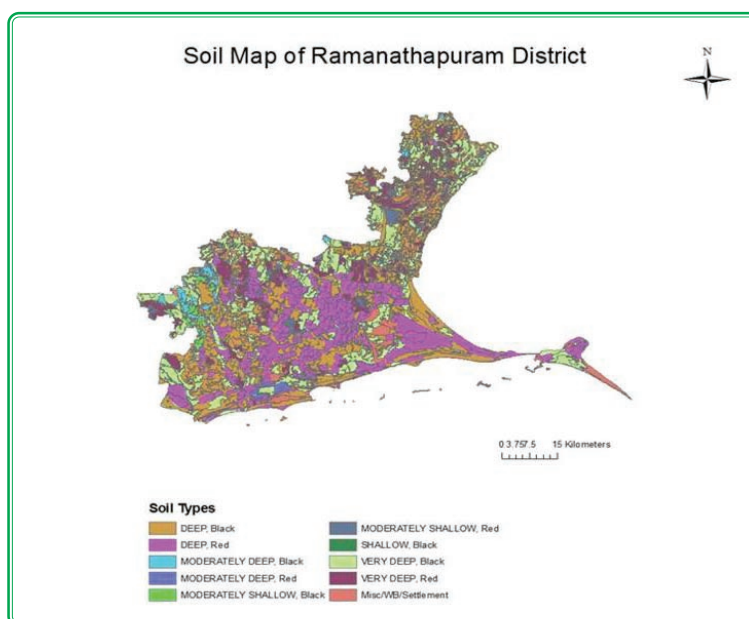 Soil Map of Ramanathapuram District
N
0 3.757.5 15 Kilometers
Soil Types
DEEP, Black
DEEP, Red
MODERATELY DEEP, Black
MODERATELY DEEP, Red
MODERATELY SHALLOW, Black
MODERATELY SHALLOW, Red
SHALLOW, Black
VERY DEEP, Black
VERY DEEP, Red
Misc/WB/Settlement